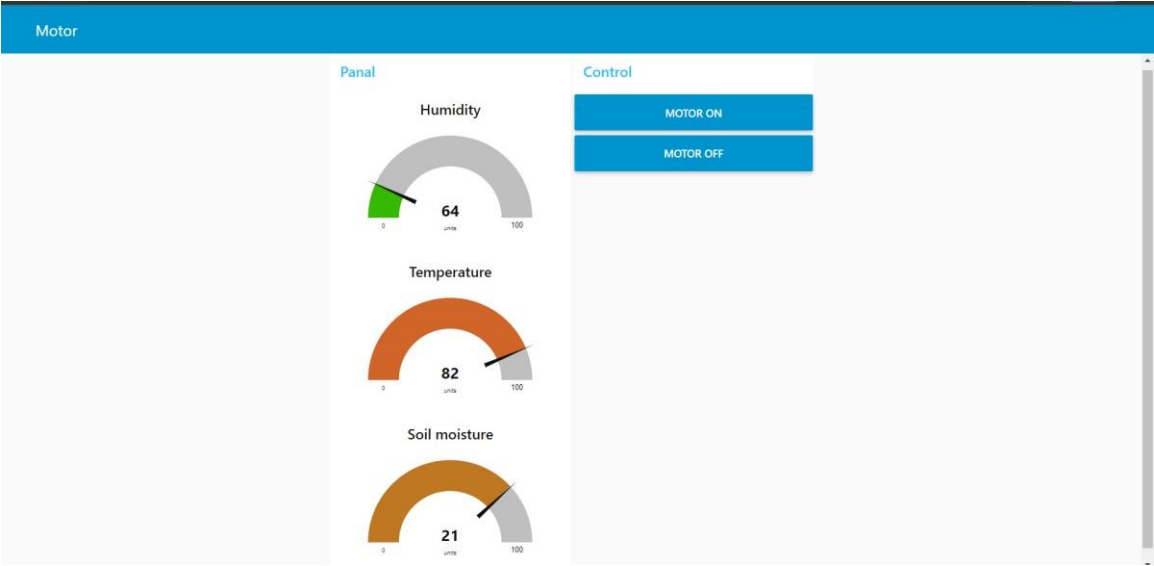 Motor
Panal
Humidity
64
units
0
100
Temperature
82
units
0
100
Soil moisture
21
units
0
100
Control
MOTOR ON
MOTOR OFF